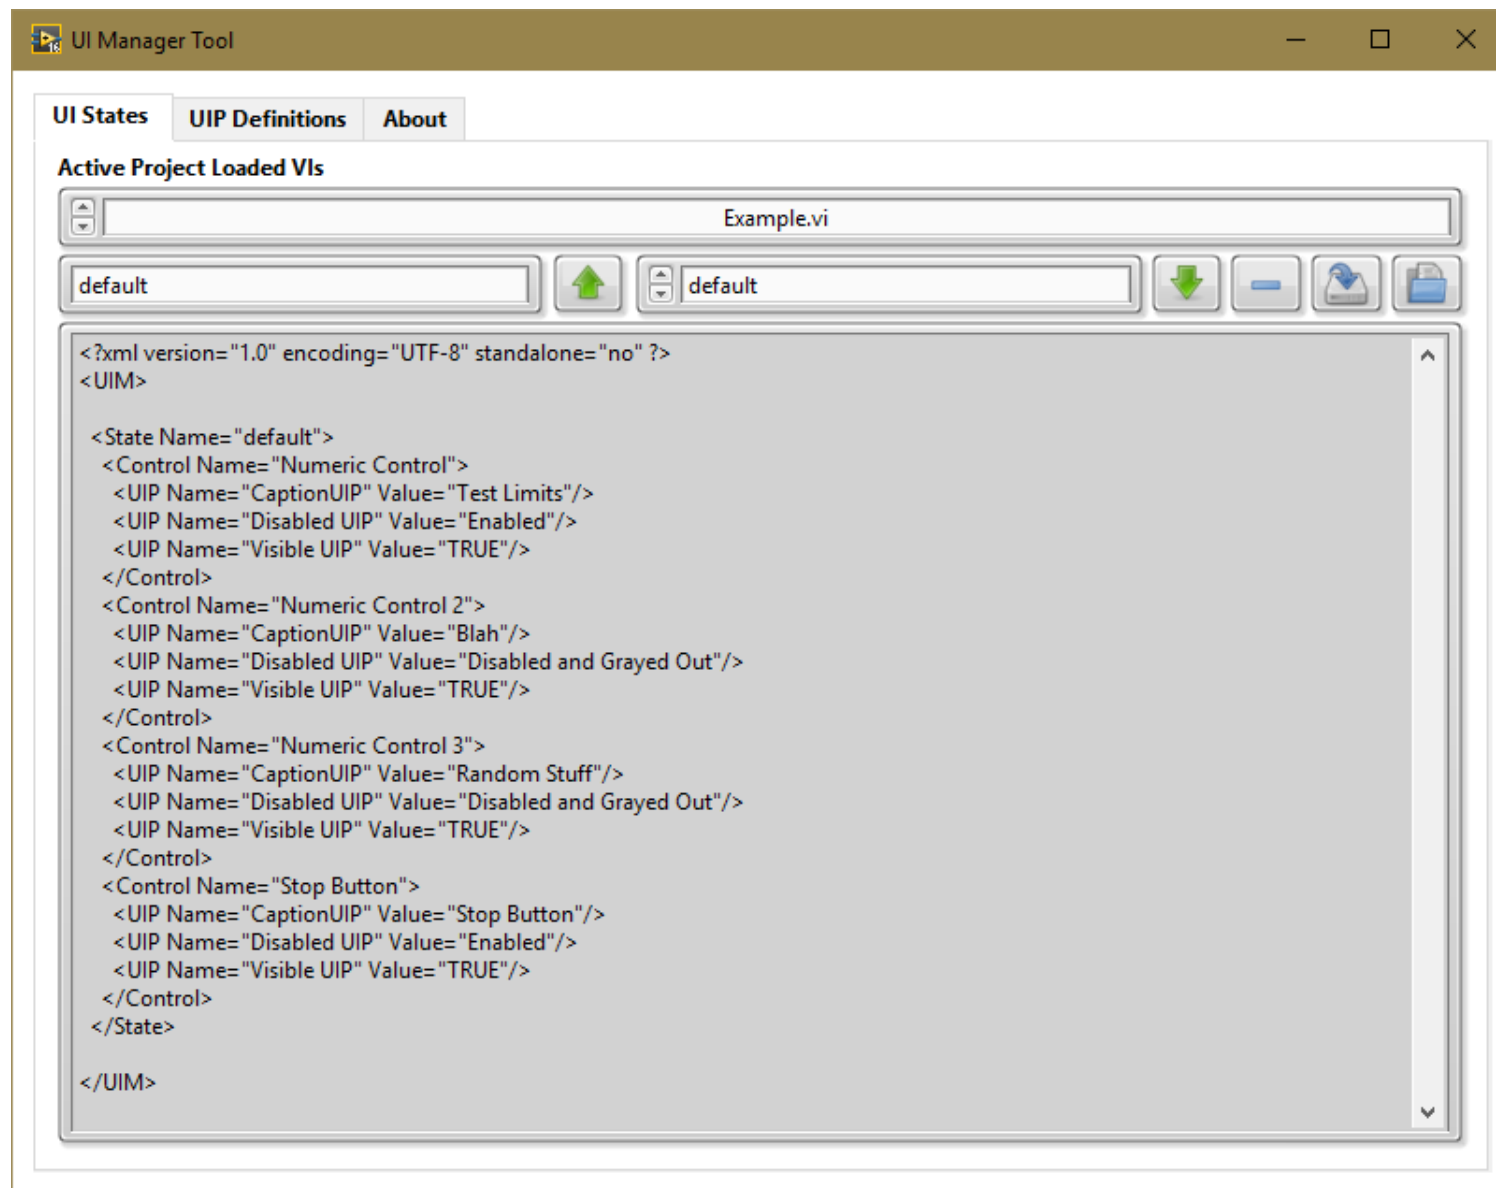 UI Manager Tool
UI States UIP Definitions About
Active Project Loaded VIs
Example.vi
default default
<?xml version="1.0" encoding="UTF-8" standalone="no" ?>
<UIM>
<State Name="default">
<Control Name="Numeric Control">
<UIP Name="CaptionUIP" Value="Test Limits"/>
<UIP Name="Disabled UIP" Value="Enabled"/>
<UIP Name="Visible UIP" Value="TRUE"/>
</Control>
<Control Name="Numeric Control 2">
<UIP Name="CaptionUIP" Value="Blah"/>
<UIP Name="Disabled UIP" Value="Disabled and Grayed Out"/>
<UIP Name="Visible UIP" Value="TRUE"/>
</Control>
<Control Name="Numeric Control 3">
<UIP Name="CaptionUIP" Value="Random Stuff"/>
<UIP Name="Disabled UIP" Value="Disabled and Grayed Out"/>
<UIP Name="Visible UIP" Value="TRUE"/>
</Control>
<Control Name="Stop Button">
<UIP Name="CaptionUIP" Value="Stop Button"/>
<UIP Name="Disabled UIP" Value="Enabled"/>
<UIP Name="Visible UIP" Value="TRUE"/>
</Control>
</State>
</UIM>